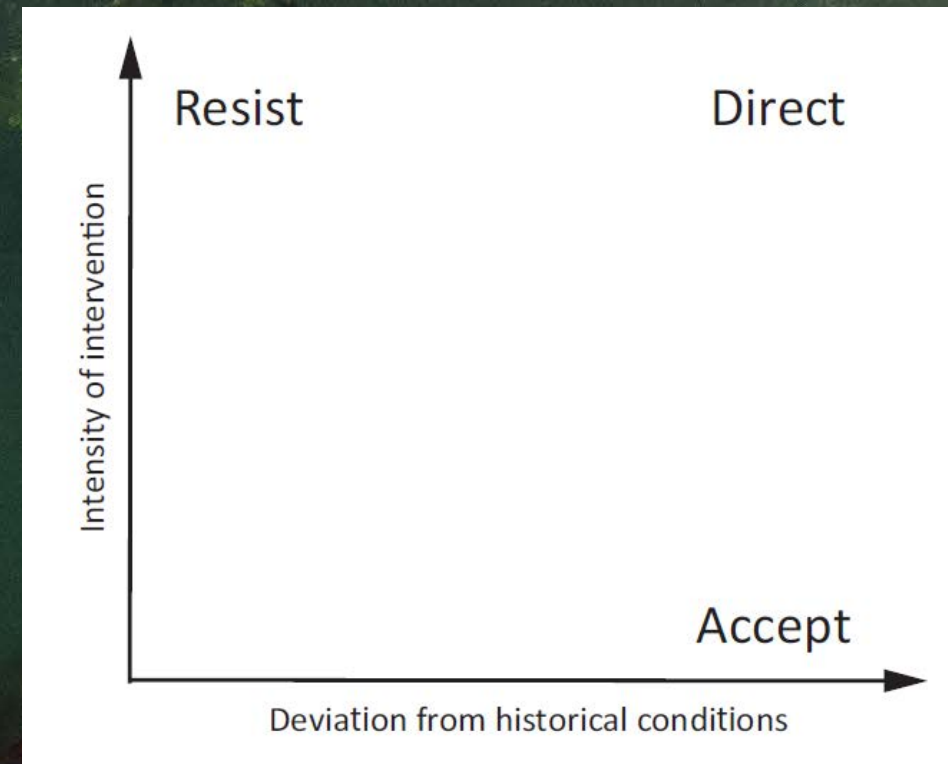 Resist
Direct
Intensity of intervention
Accept
Deviation from historical conditions